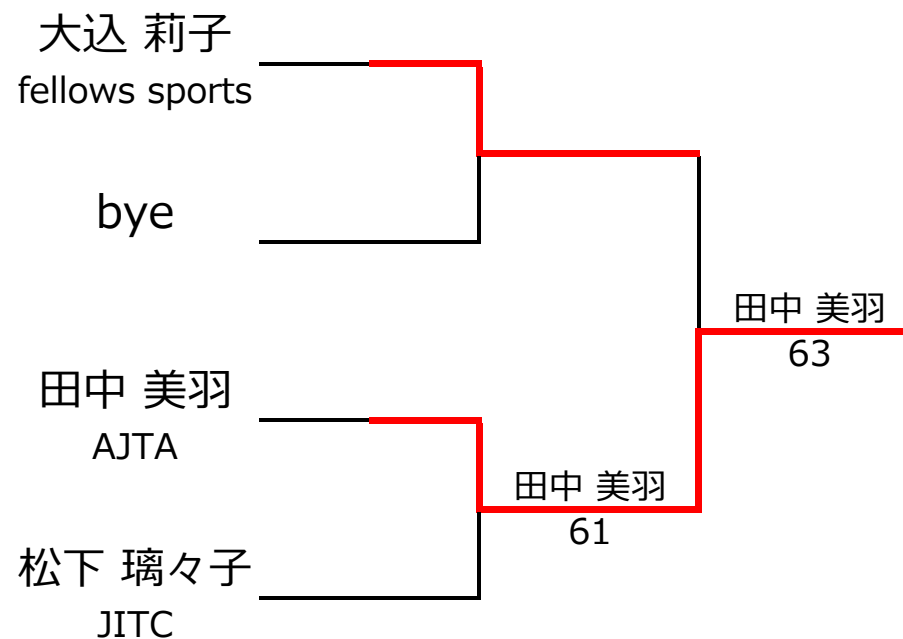 大込 莉子
fellows sports
bye
田中 美羽
63
田中 美羽
AJTA
田中 美羽
61
松下 璃々子
JITC